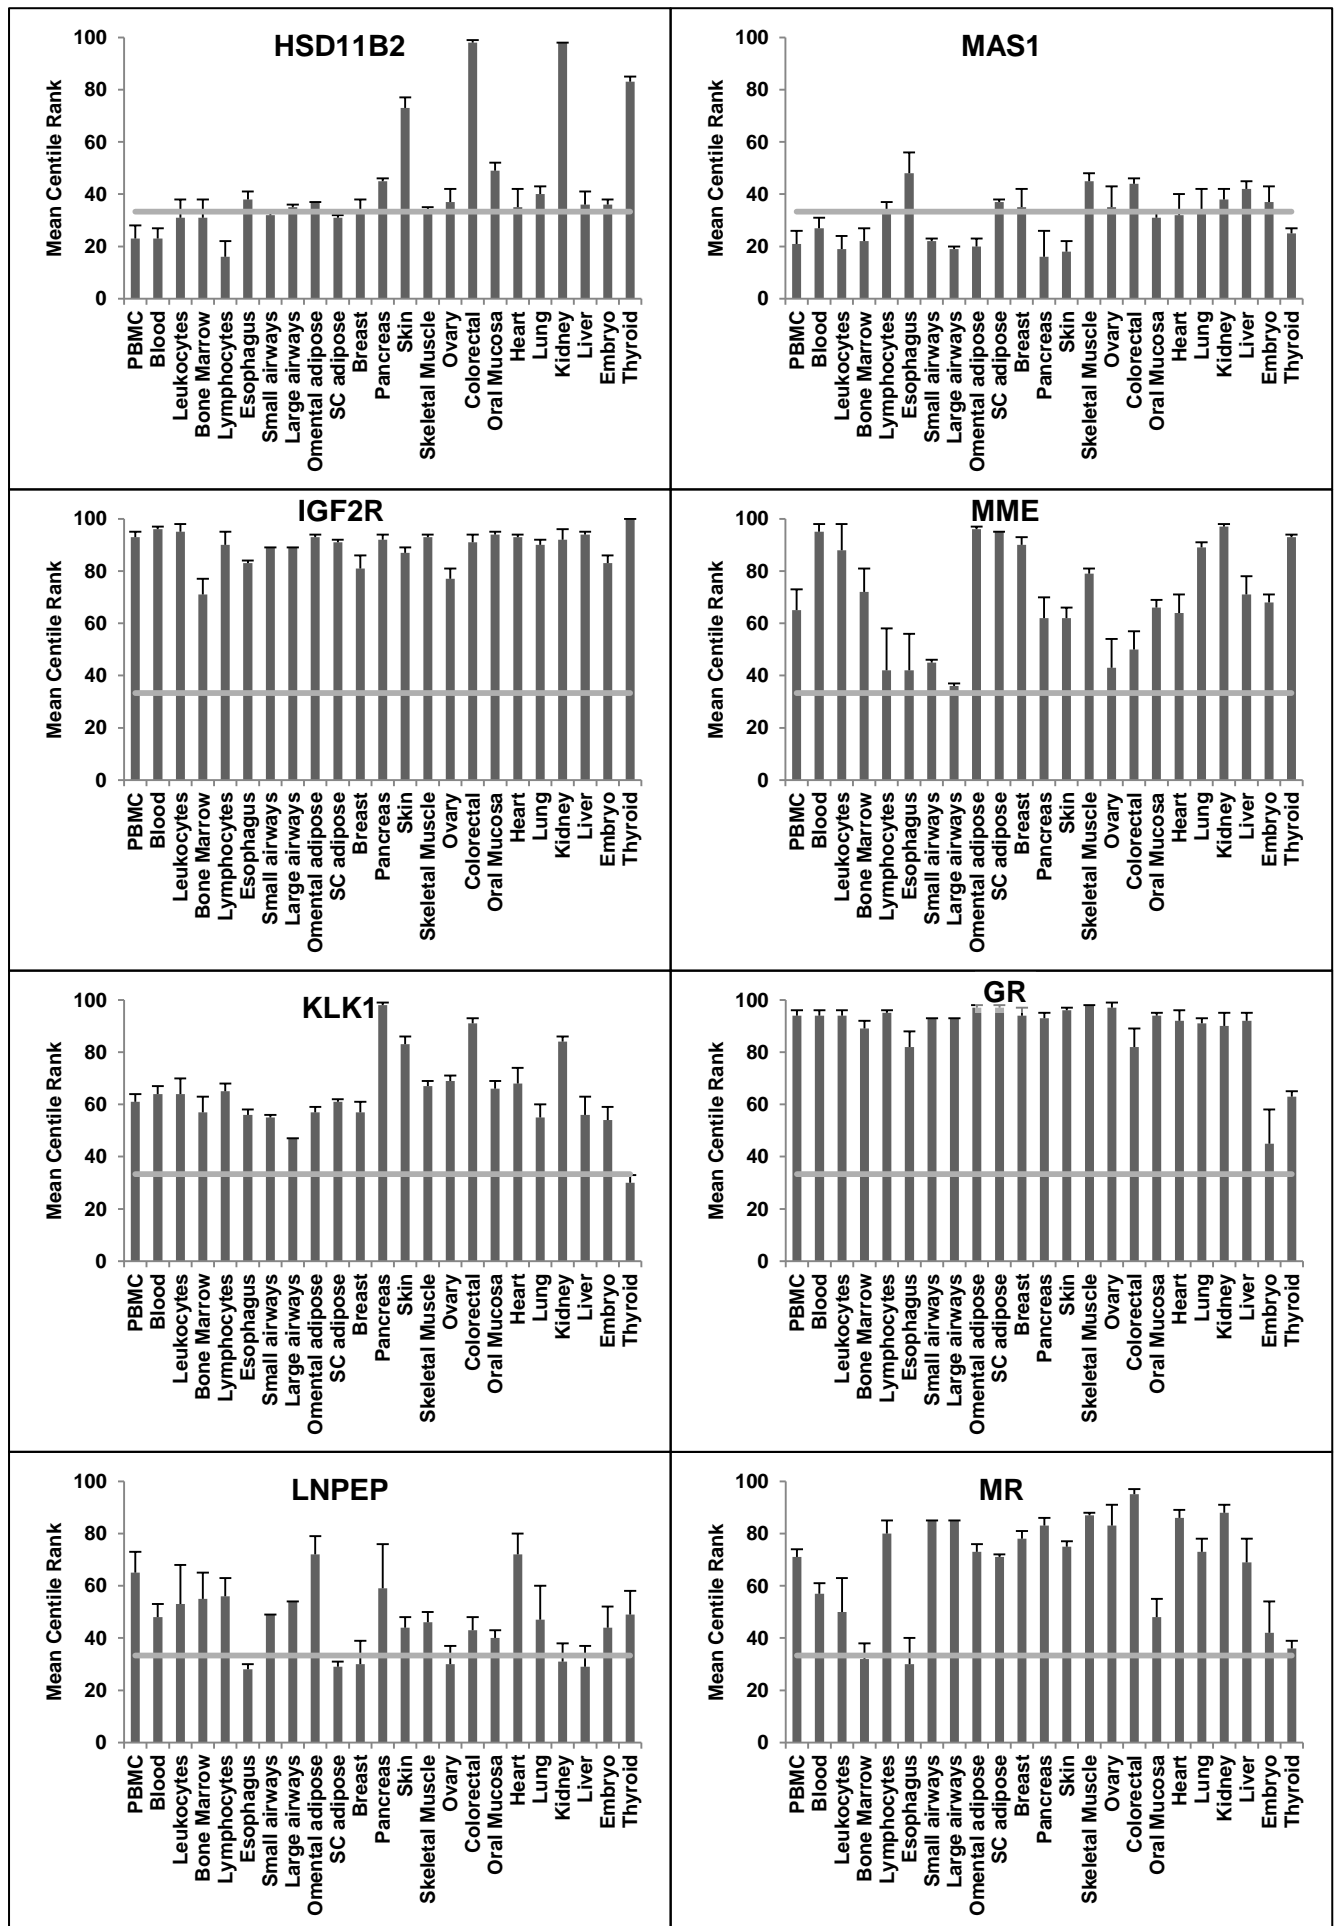 HSD11B2
Mean Centile Rank
100
80
60
40
20
0
PBMC
Blood
Leukocytes
Bone Marrow
Lymphocytes
Esophagus
Small airways
Large airways
Omental adipose
SC adipose
Breast
Pancreas
Skin
Skeletal Muscle
Ovary
Colorectal
Oral Mucosa
Heart
Lung
Kidney
Liver
Embryo
Thyroid
MAS1
Mean Centile Rank
100
80
60
40
20
0
PBMC
Blood
Leukocytes
Bone Marrow
Lymphocytes
Esophagus
Small airways
Large airways
Omental adipose
SC adipose
Breast
Pancreas
Skin
Skeletal Muscle
Ovary
Colorectal
Oral Mucosa
Heart
Lung
Kidney
Liver
Embryo
Thyroid
IGF2R
Mean Centile Rank
100
80
60
40
20
0
PBMC
Blood
Leukocytes
Bone Marrow
Lymphocytes
Esophagus
Small airways
Large airways
Omental adipose
SC adipose
Breast
Pancreas
Skin
Skeletal Muscle
Ovary
Colorectal
Oral Mucosa
Heart
Lung
Kidney
Liver
Embryo
Thyroid
MME
Mean Centile Rank
100
80
60
40
20
0
PBMC
Blood
Leukocytes
Bone Marrow
Lymphocytes
Esophagus
Small airways
Large airways
Omental adipose
SC adipose
Breast
Pancreas
Skin
Skeletal Muscle
Ovary
Colorectal
Oral Mucosa
Heart
Lung
Kidney
Liver
Embryo
Thyroid
KLK1
Mean Centile Rank
100
80
60
40
20
0
PBMC
Blood
Leukocytes
Bone Marrow
Lymphocytes
Esophagus
Small airways
Large airways
Omental adipose
SC adipose
Breast
Pancreas
Skin
Skeletal Muscle
Ovary
Colorectal
Oral Mucosa
Heart
Lung
Kidney
Liver
Embryo
Thyroid
GR
Mean Centile Rank
100
80
60
40
20
0
PBMC
Blood
Leukocytes
Bone Marrow
Lymphocytes
Esophagus
Small airways
Large airways
Omental adipose
SC adipose
Breast
Pancreas
Skin
Skeletal Muscle
Ovary
Colorectal
Oral Mucosa
Heart
Lung
Kidney
Liver
Embryo
Thyroid
LNPEP
Mean Centile Rank
100
80
60
40
20
0
PBMC
Blood
Leukocytes
Bone Marrow
Lymphocytes
Esophagus
Small airways
Large airways
Omental adipose
SC adipose
Breast
Pancreas
Skin
Skeletal Muscle
Ovary
Colorectal
Oral Mucosa
Heart
Lung
Kidney
Liver
Embryo
Thyroid
MR
Mean Centile Rank
100
80
60
40
20
0
PBMC
Blood
Leukocytes
Bone Marrow
Lymphocytes
Esophagus
Small airways
Large airways
Omental adipose
SC adipose
Breast
Pancreas
Skin
Skeletal Muscle
Ovary
Colorectal
Oral Mucosa
Heart
Lung
Kidney
Liver
Embryo
Thyroid